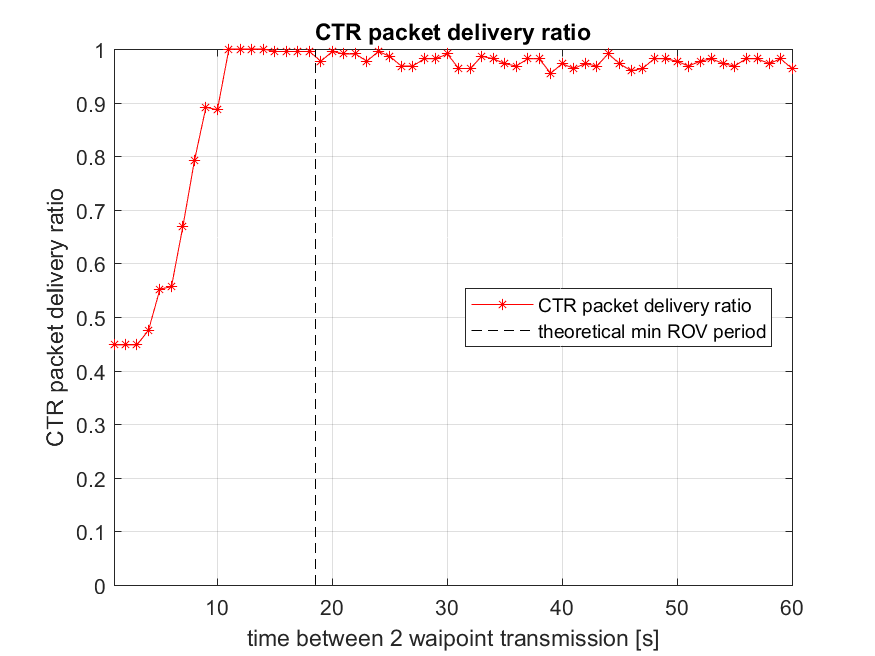 CTR packet delivery ratio
CTR packet delivery ratio
1
0.9
0.8
0.7
0.6
0.5
0.4
0.3
0.2
0.1
0
CTR packet delivery ratio
theoretical min ROV period
10 20 30 40 50 60
time between 2 waipoint transmission [s]